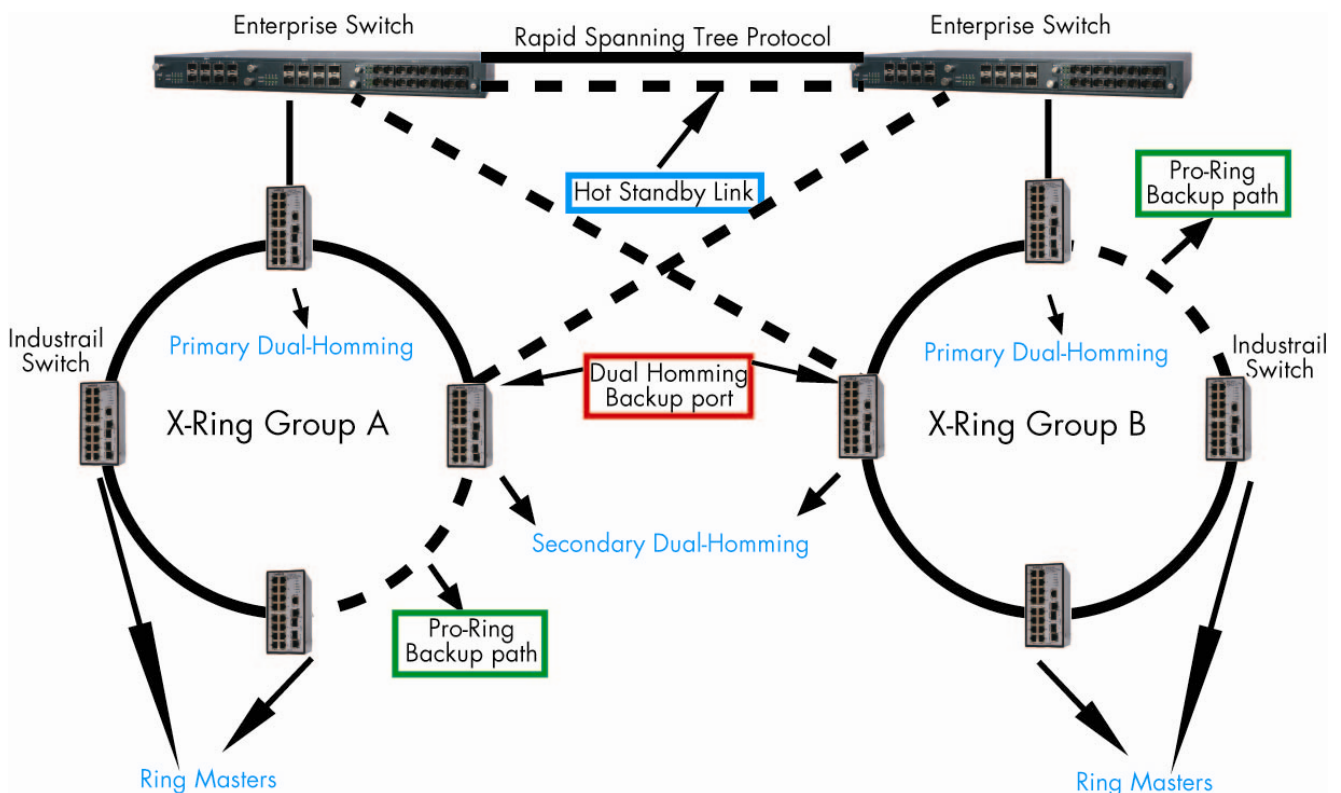 Enterprise Switch
Rapid Spanning Tree Protocol
Enterprise Switch
Hot Standby Link
Pro-Ring
Backup path
Industrail
Switch
Primary Dual-Homming
Dual Homming
Backup port
Primary Dual-Homming
Industrail
Switch
X-Ring Group A
X-Ring Group B
Secondary Dual-Homming
Pro-Ring
Backup path
Ring Masters
Ring Masters